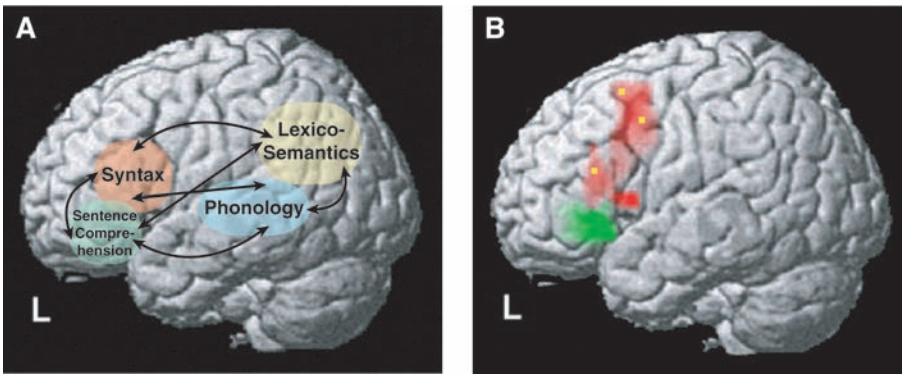 A
Lexico-
Semantics
Syntax
Phonology
Sentence
Compre-
hension
L
B
L